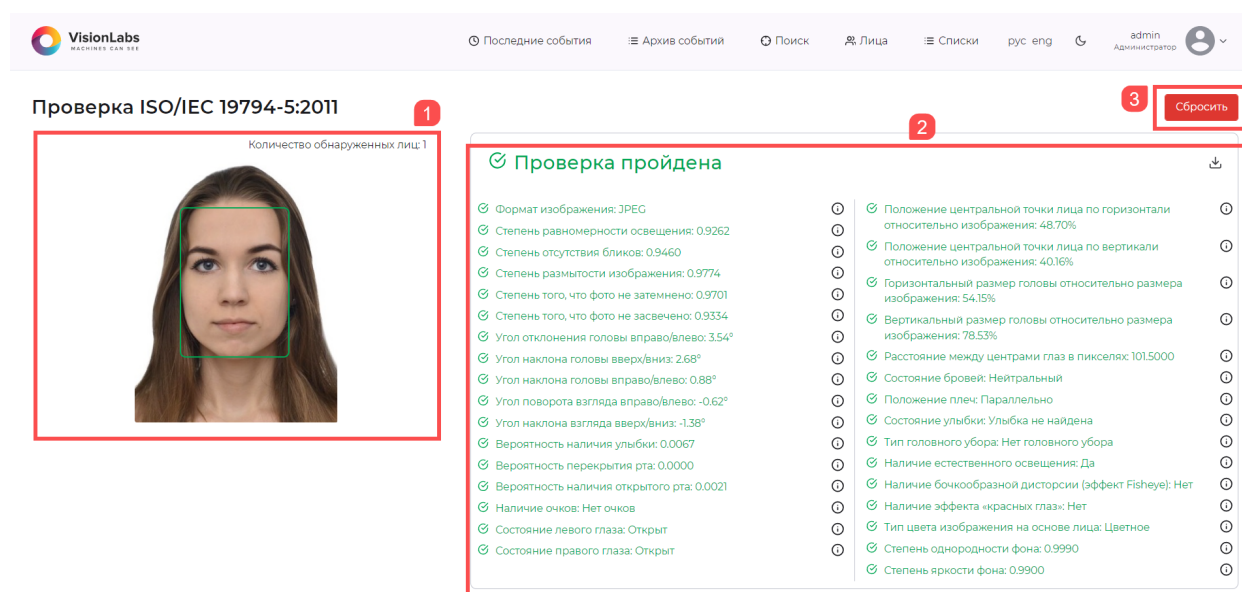 VisionLabs
MACHINES CAN SEE
Последние события
Архив событий
Поиск
Лица
Списки
рус eng
admin
Администратор
Проверка ISO/IEC 19794-5:2011
1
3
Сбросить
2
Количество обнаруженных лиц: 1
Проверка пройдена
Формат изображения: JPEG
Степень равномерности освещения: 0.9262
Степень отсутствия бликов: 0.9460
Степень размытости изображения: 0.9774
Степень того, что фото не затемнено: 0.9701
Степень того, что фото не засвечено: 0.9334
Угол отклонения головы вправо/влево: 3.54°
Угол наклона головы вверх/вниз: 2.68°
Угол наклона головы вправо/влево: 0.88°
Угол поворота взгляда вправо/влево: -0.62°
Угол наклона взгляда вверх/вниз: -1.38°
Вероятность наличия улыбки: 0.0067
Вероятность перекрытия рта: 0.0000
Вероятность наличия открытого рта: 0.0021
Наличие очков: Нет очков
Состояние левого глаза: Открыт
Состояние правого глаза: Открыт
Положение центральной точки лица по горизонтали
относительно изображения: 48.70%
Положение центральной точки лица по вертикали
относительно изображения: 40.16%
Горизонтальный размер головы относительно размера
изображения: 54.15%
Вертикальный размер головы относительно размера
изображения: 78.53%
Расстояние между центрами глаз в пикселях: 101.5000
Состояние бровей: Нейтральный
Положение плеч: Параллельно
Состояние улыбки: Улыбка не найдена
Тип головного убора: Нет головного убора
Наличие естественного освещения: Да
Наличие бочкообразной дисторсии (эффект Fisheye): Нет
Наличие эффекта «красных глаз»: Нет
Тип цвета изображения на основе лица: Цветное
Степень однородности фона: 0.9990
Степень яркости фона: 0.9900